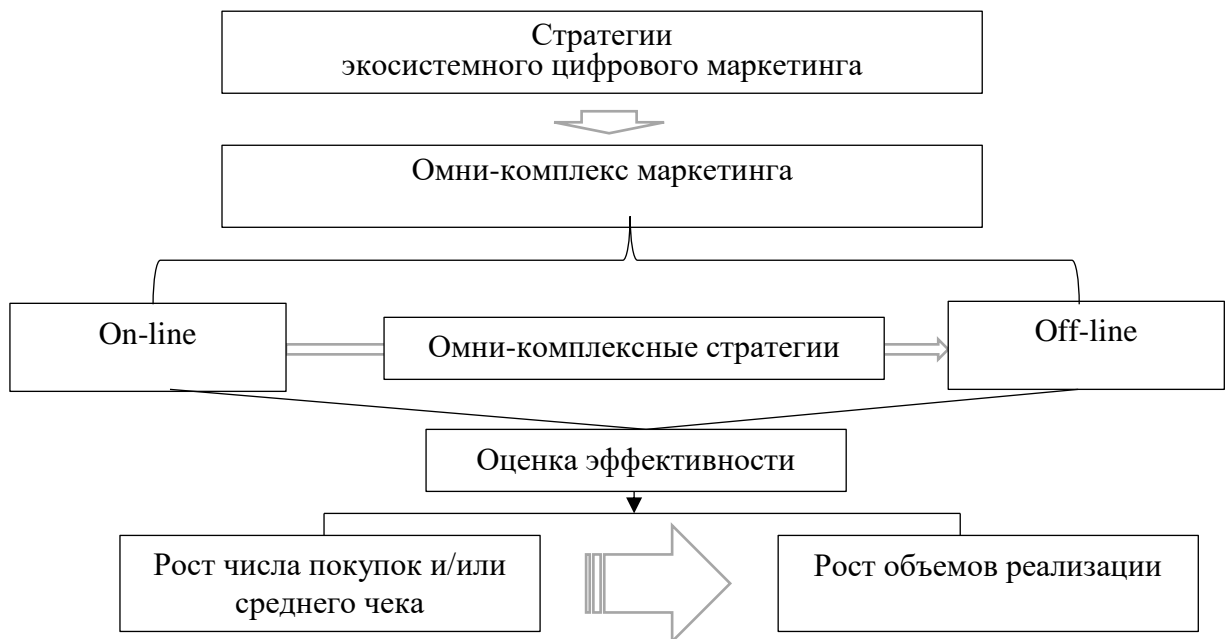 Стратегии
экосистемного цифрового маркетинга
Омни-комплекс маркетинга
On-line
Омни-комплексные стратегии
Off-line
Оценка эффективности
Рост числа покупок и/или
среднего чека
Рост объемов реализации